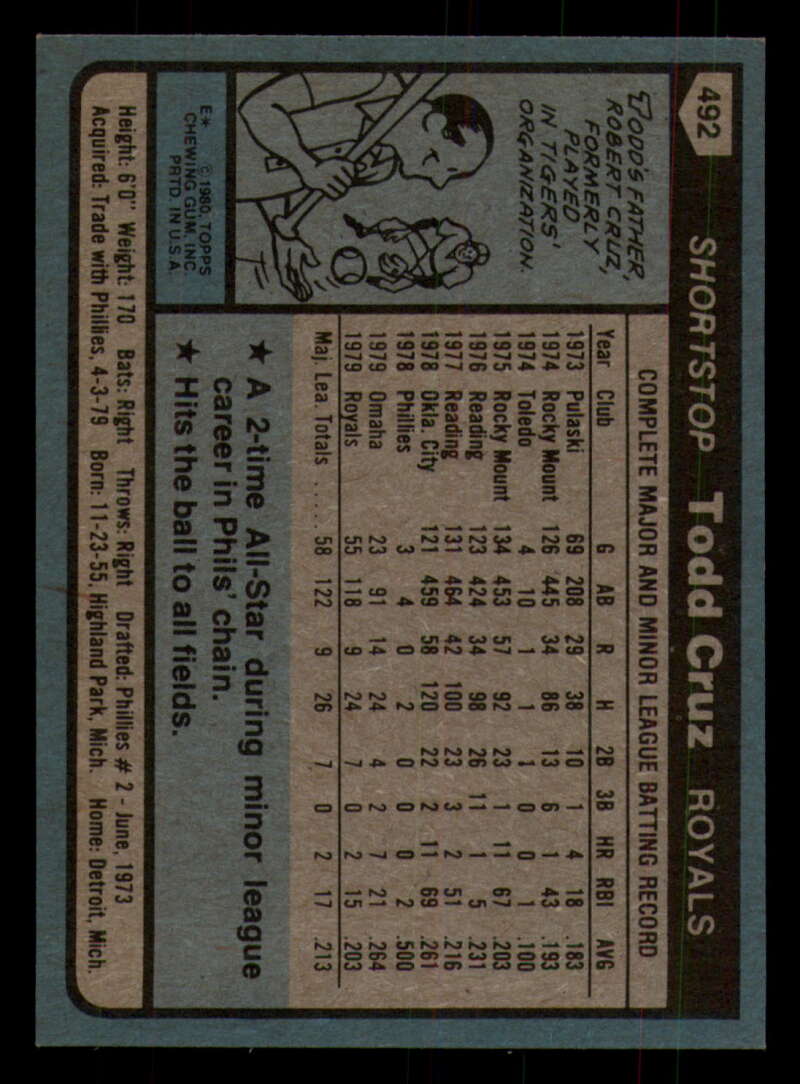 492 SHORTSTOP Todd Cruz ROYALS
TODD'S FATHER,
ROBERT CRUZ,
FORMERLY
PLAYED
IN TIGERS'
ORGANIZATION.
E* © 1980, TOPPS
CHEWING GUM, INC.
PRTD. IN U.S.A.
COMPLETE MAJOR AND MINOR LEAGUE BATTING RECORD
Year Club G AB R H 2B 3B HR RBI AVG
1973 Pulaski 69 208 29 38 10 1 4 18 .183
1974 Rocky Mount 126 445 34 86 13 6 1 43 .193
1974 Toledo 4 10 1 1 1 0 0 1 .100
1975 Rocky Mount 134 453 57 92 23 1 11 67 .203
1976 Reading 123 424 34 98 26 11 1 5 .231
1977 Reading 131 464 42 100 23 3 2 51 .216
1978 Okla. City 121 459 58 120 22 2 11 69 .261
1978 Phillies 3 4 0 2 0 0 0 2 .500
1979 Omaha 23 91 14 24 4 2 7 21 .264
1979 Royals 55 118 9 24 7 0 2 15 .203
Maj. Lea. Totals ..... 58 122 9 26 7 0 2 17 .213
★ A 2-time All-Star during minor league
career in Phils' chain.
★ Hits the ball to all fields.
Height: 6'0" Weight: 170 Bats: Right Throws: Right Drafted: Phillies # 2 - June, 1973
Acquired: Trade with Phillies, 4-3-79 Born: 11-23-55, Highland Park, Mich. Home: Detroit, Mich.